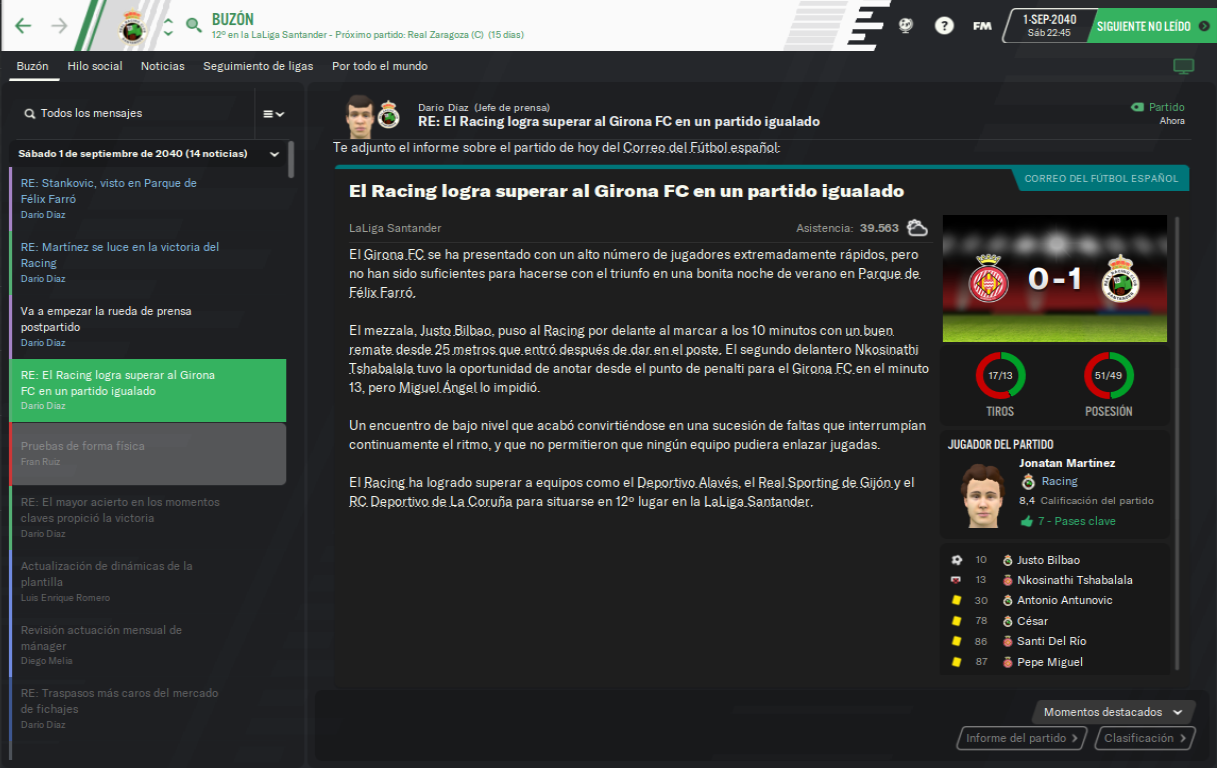 BUZÓN
12º en la LaLiga Santander - Próximo partido: Real Zaragoza (C) (15 días)
?
FM
1-SEP-2040
Sáb 22:45
SIGUIENTE NO LEÍDO
Buzón
Hilo social
Noticias
Seguimiento de ligas
Por todo el mundo
Todos los mensajes
Sábado 1 de septiembre de 2040 (14 noticias)
RE: Stankovic, visto en Parque de
Félix Farró
Darío Díaz
RE: Martínez se luce en la victoria del
Racing
Darío Díaz
Va a empezar la rueda de prensa
postpartido
Darío Díaz
RE: El Racing logra superar al Girona
FC en un partido igualado
Darío Díaz
Pruebas de forma física
Fran Ruiz
RE: El mayor acierto en los momentos
claves propició la victoria
Darío Díaz
Actualización de dinámicas de la
plantilla
Luis Enrique Romero
Revisión actuación mensual de
mánager
Diego Melia
RE: Traspasos más caros del mercado
de fichajes
Darío Díaz
Darío Díaz (Jefe de prensa)
RE: El Racing logra superar al Girona FC en un partido igualado
Partido
Ahora
Te adjunto el informe sobre el partido de hoy del Correo del Fútbol español:
CORREO DEL FÚTBOL ESPAÑOL
El Racing logra superar al Girona FC en un partido igualado
LaLiga Santander
Asistencia: 39.563
El Girona FC se ha presentado con un alto número de jugadores extremadamente rápidos, pero
no han sido suficientes para hacerse con el triunfo en una bonita noche de verano en Parque de
Félix Farró.
El mezzala, Justo Bilbao, puso al Racing por delante al marcar a los 10 minutos con un buen
remate desde 25 metros que entró después de dar en el poste. El segundo delantero Nkosinathi
Tshabalala tuvo la oportunidad de anotar desde el punto de penalti para el Girona FC en el minuto
13, pero Miguel Ángel lo impidió.
Un encuentro de bajo nivel que acabó convirtiéndose en una sucesión de faltas que interrumpían
continuamente el ritmo, y que no permitieron que ningún equipo pudiera enlazar jugadas.
El Racing ha logrado superar a equipos como el Deportivo Alavés, el Real Sporting de Gijón y el
RC Deportivo de La Coruña para situarse en 12º lugar en la LaLiga Santander.
0 - 1
17/13
TIROS
51/49
POSESIÓN
JUGADOR DEL PARTIDO
Jonatan Martínez
Racing
8,4 Calificación del partido
7 - Pases clave
10 Justo Bilbao
13 Nkosinathi Tshabalala
30 Antonio Antunovic
78 César
86 Santi Del Río
87 Pepe Miguel
Momentos destacados
Informe del partido
Clasificación